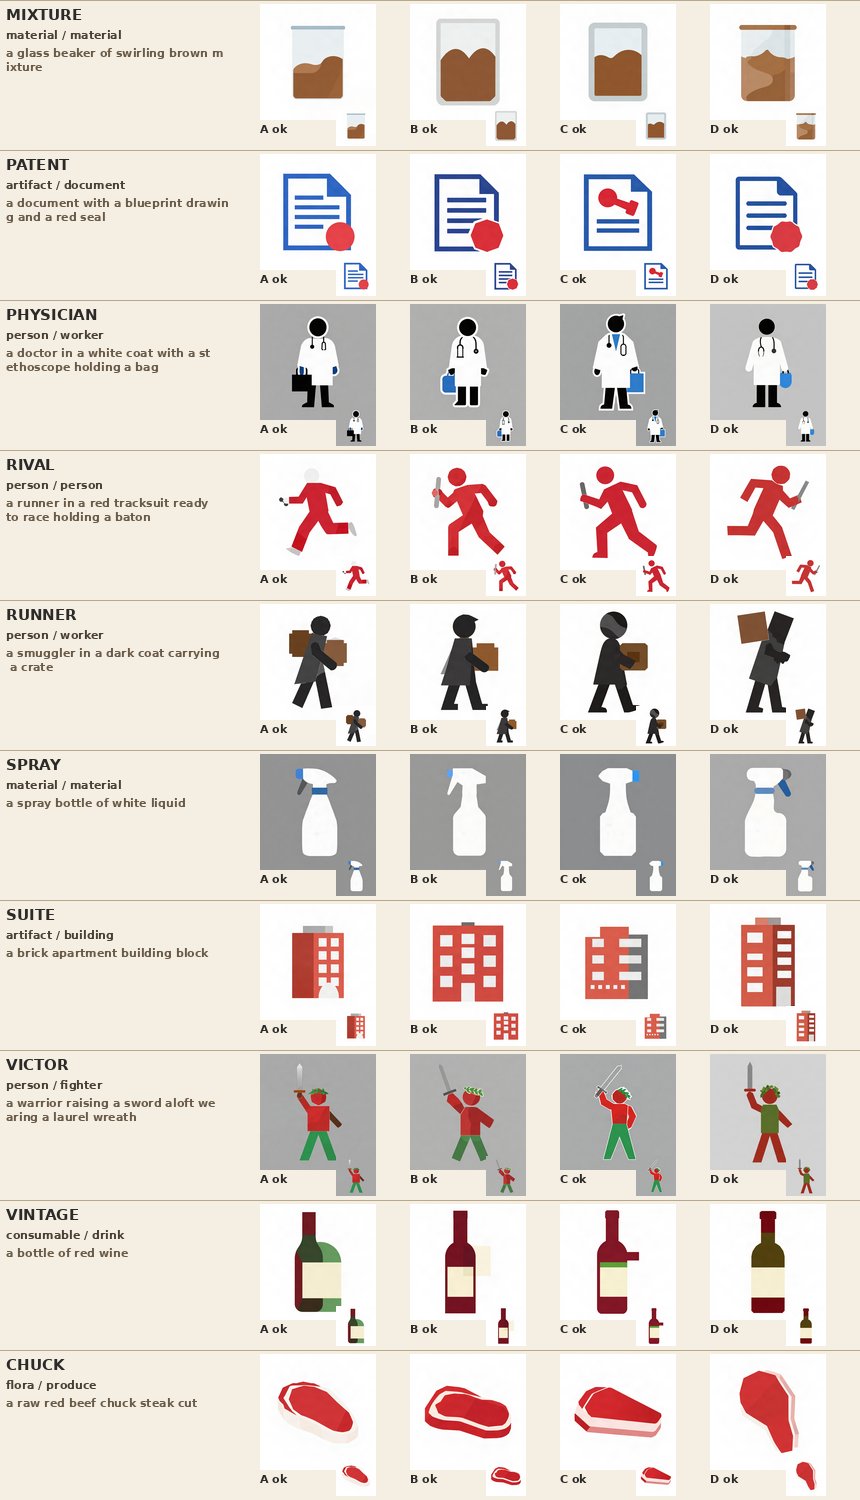 MIXTURE
material / material
a glass beaker of swirling brown m
ixture
A ok
B ok
C ok
D ok
PATENT
artifact / document
a document with a blueprint drawin
g and a red seal
A ok
B ok
C ok
D ok
PHYSICIAN
person / worker
a doctor in a white coat with a st
ethoscope holding a bag
A ok
B ok
C ok
D ok
RIVAL
person / person
a runner in a red tracksuit ready
to race holding a baton
A ok
B ok
C ok
D ok
RUNNER
person / worker
a smuggler in a dark coat carrying
a crate
A ok
B ok
C ok
D ok
SPRAY
material / material
a spray bottle of white liquid
A ok
B ok
C ok
D ok
SUITE
artifact / building
a brick apartment building block
A ok
B ok
C ok
D ok
VICTOR
person / fighter
a warrior raising a sword aloft we
aring a laurel wreath
A ok
B ok
C ok
D ok
VINTAGE
consumable / drink
a bottle of red wine
A ok
B ok
C ok
D ok
CHUCK
flora / produce
a raw red beef chuck steak cut
A ok
B ok
C ok
D ok